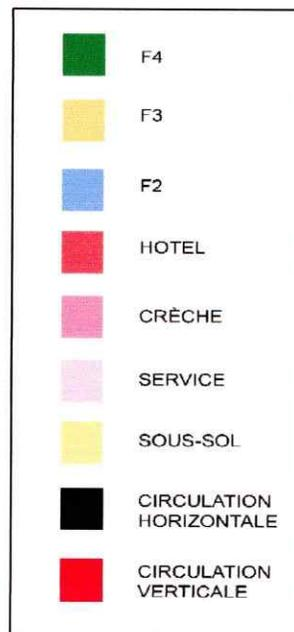 F4
F3
F2
HOTEL
CRÈCHE
SERVICE
SOUS-SOL
CIRCULATION
HORIZONTALE
CIRCULATION
VERTICALE